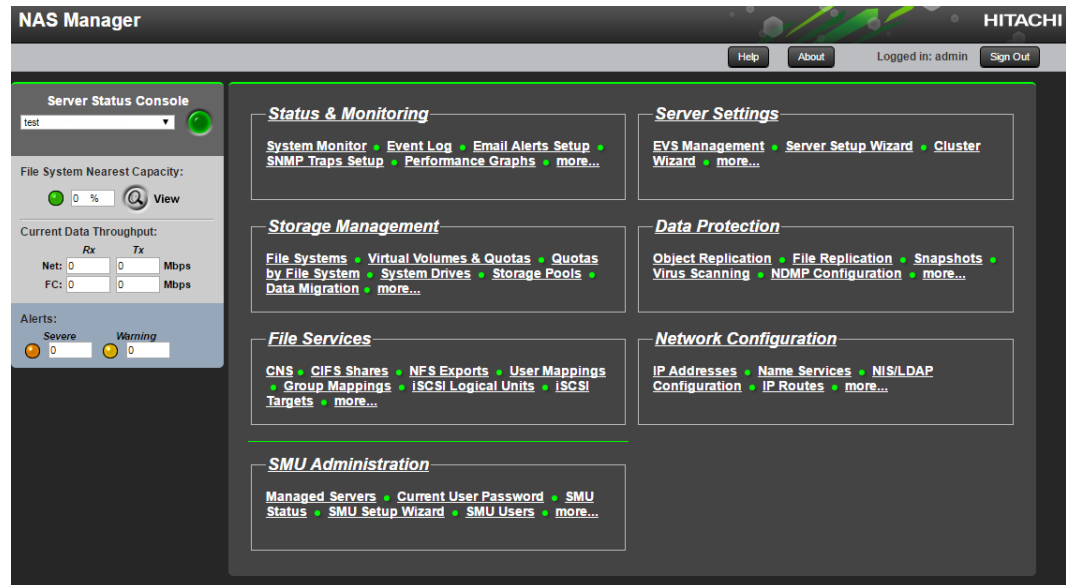 NAS Manager
HITACHI
Help
About
Logged in: admin
Sign Out
Server Status Console
test
File System Nearest Capacity:
0 %
View
Current Data Throughput:
Rx Tx
Net: 0 0 Mbps
FC: 0 0 Mbps
Alerts:
Severe Warning
0 0
Status & Monitoring
System Monitor • Event Log • Email Alerts Setup •
SNMP Traps Setup • Performance Graphs • more...
Server Settings
EVS Management • Server Setup Wizard • Cluster
Wizard • more...
Storage Management
File Systems • Virtual Volumes & Quotas • Quotas
by File System • System Drives • Storage Pools •
Data Migration • more...
Data Protection
Object Replication • File Replication • Snapshots •
Virus Scanning • NDMP Configuration • more...
File Services
CNS • CIFS Shares • NFS Exports • User Mappings
• Group Mappings • iSCSI Logical Units • iSCSI
Targets • more...
Network Configuration
IP Addresses • Name Services • NIS/LDAP
Configuration • IP Routes • more...
SMU Administration
Managed Servers • Current User Password • SMU
Status • SMU Setup Wizard • SMU Users • more...